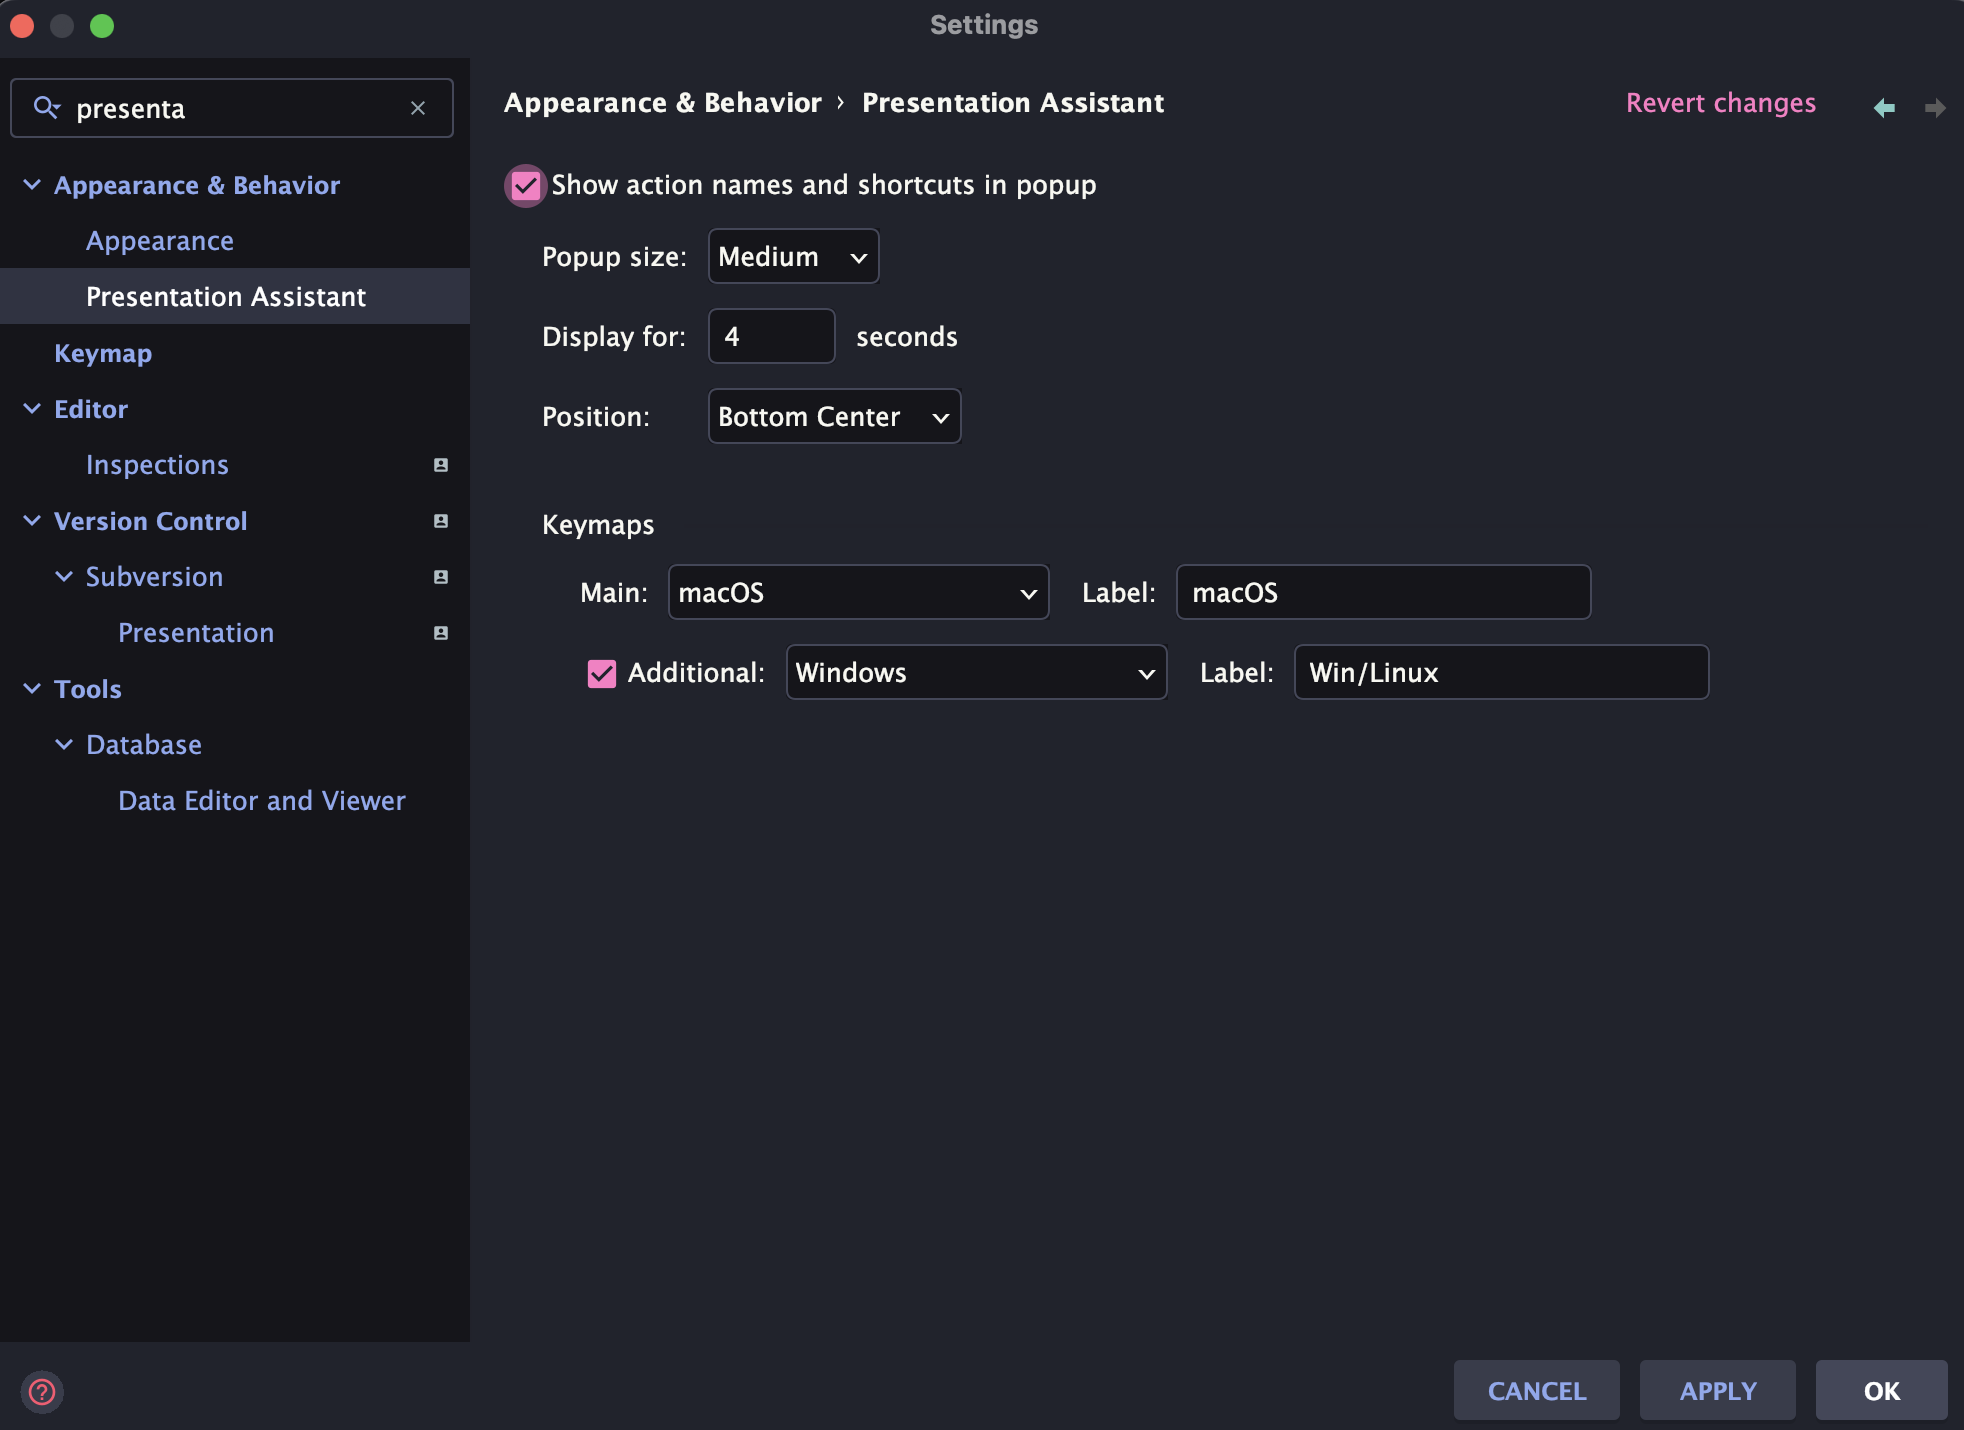 Settings
presenta
Appearance & Behavior
Appearance
Presentation Assistant
Keymap
Editor
Inspections
Version Control
Subversion
Presentation
Tools
Database
Data Editor and Viewer
Appearance & Behavior › Presentation Assistant
Revert changes
Show action names and shortcuts in popup
Popup size: Medium
Display for: 4 seconds
Position: Bottom Center
Keymaps
Main: macOS Label: macOS
Additional: Windows Label: Win/Linux
?
CANCEL APPLY OK